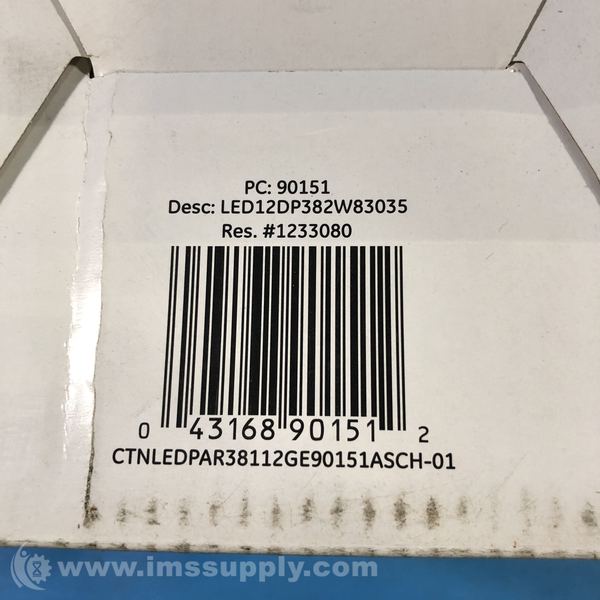 PC: 90151
Desc: LED12DP382W83035
Res. #1233080
0 43168 90151 2
CTNLEDPAR38112GE90151ASCH-01
www.imssupply.com